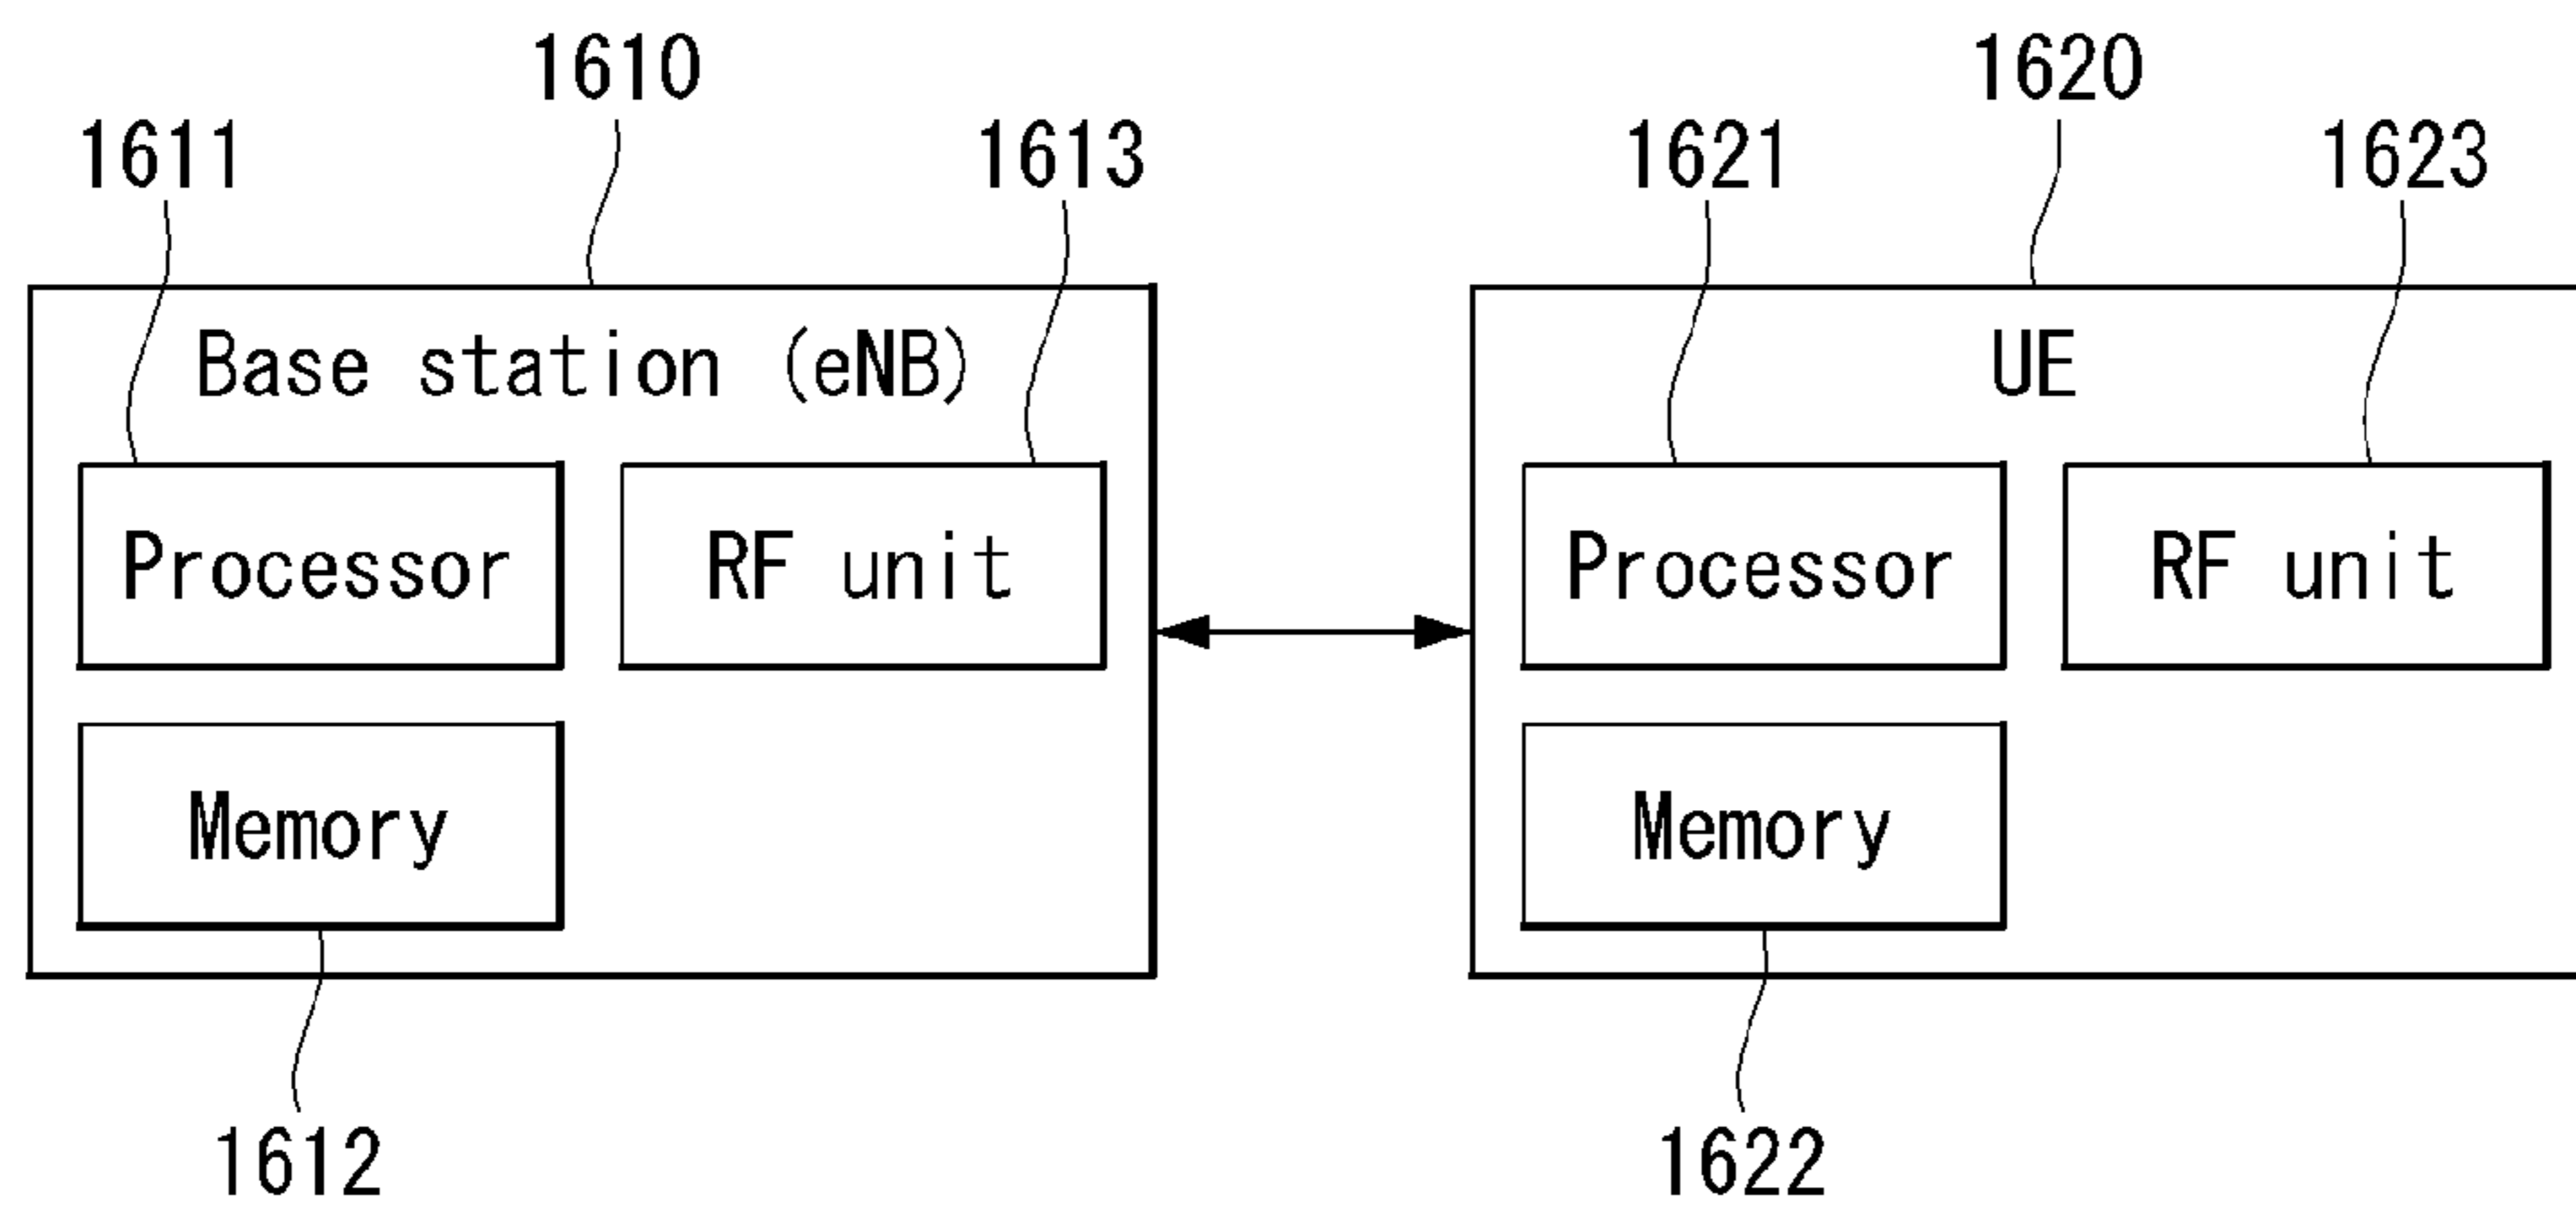 1610
1620
1611
1613
1621
1623
Base station (eNB)
UE
Processor
RF unit
Processor
RF unit
Memory
Memory
1612
1622